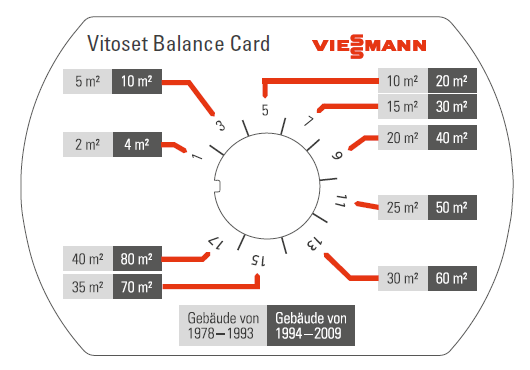 Vitoset Balance Card
VIESSMANN
5 m² 10 m²
10 m² 20 m²
15 m² 30 m²
2 m² 4 m²
20 m² 40 m²
25 m² 50 m²
40 m² 80 m²
35 m² 70 m²
30 m² 60 m²
1
3
5
7
9
11
13
15
17
Gebäude von
1978–1993
Gebäude von
1994–2009